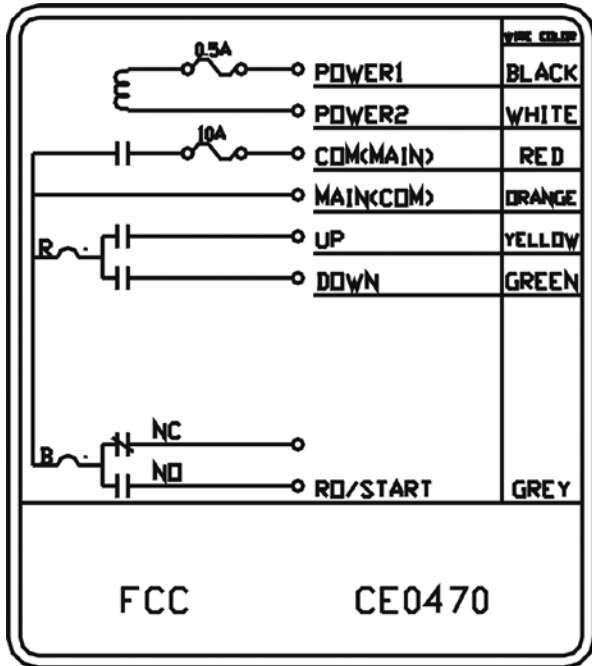 WIRE COLOR
0.5A
POWER1 BLACK
POWER2 WHITE
10A
COM(MAIN) RED
MAIN(COM) ORANGE
R UP YELLOW
DOWN GREEN
NC
B
NO
RO/START GREY
FCC CE0470